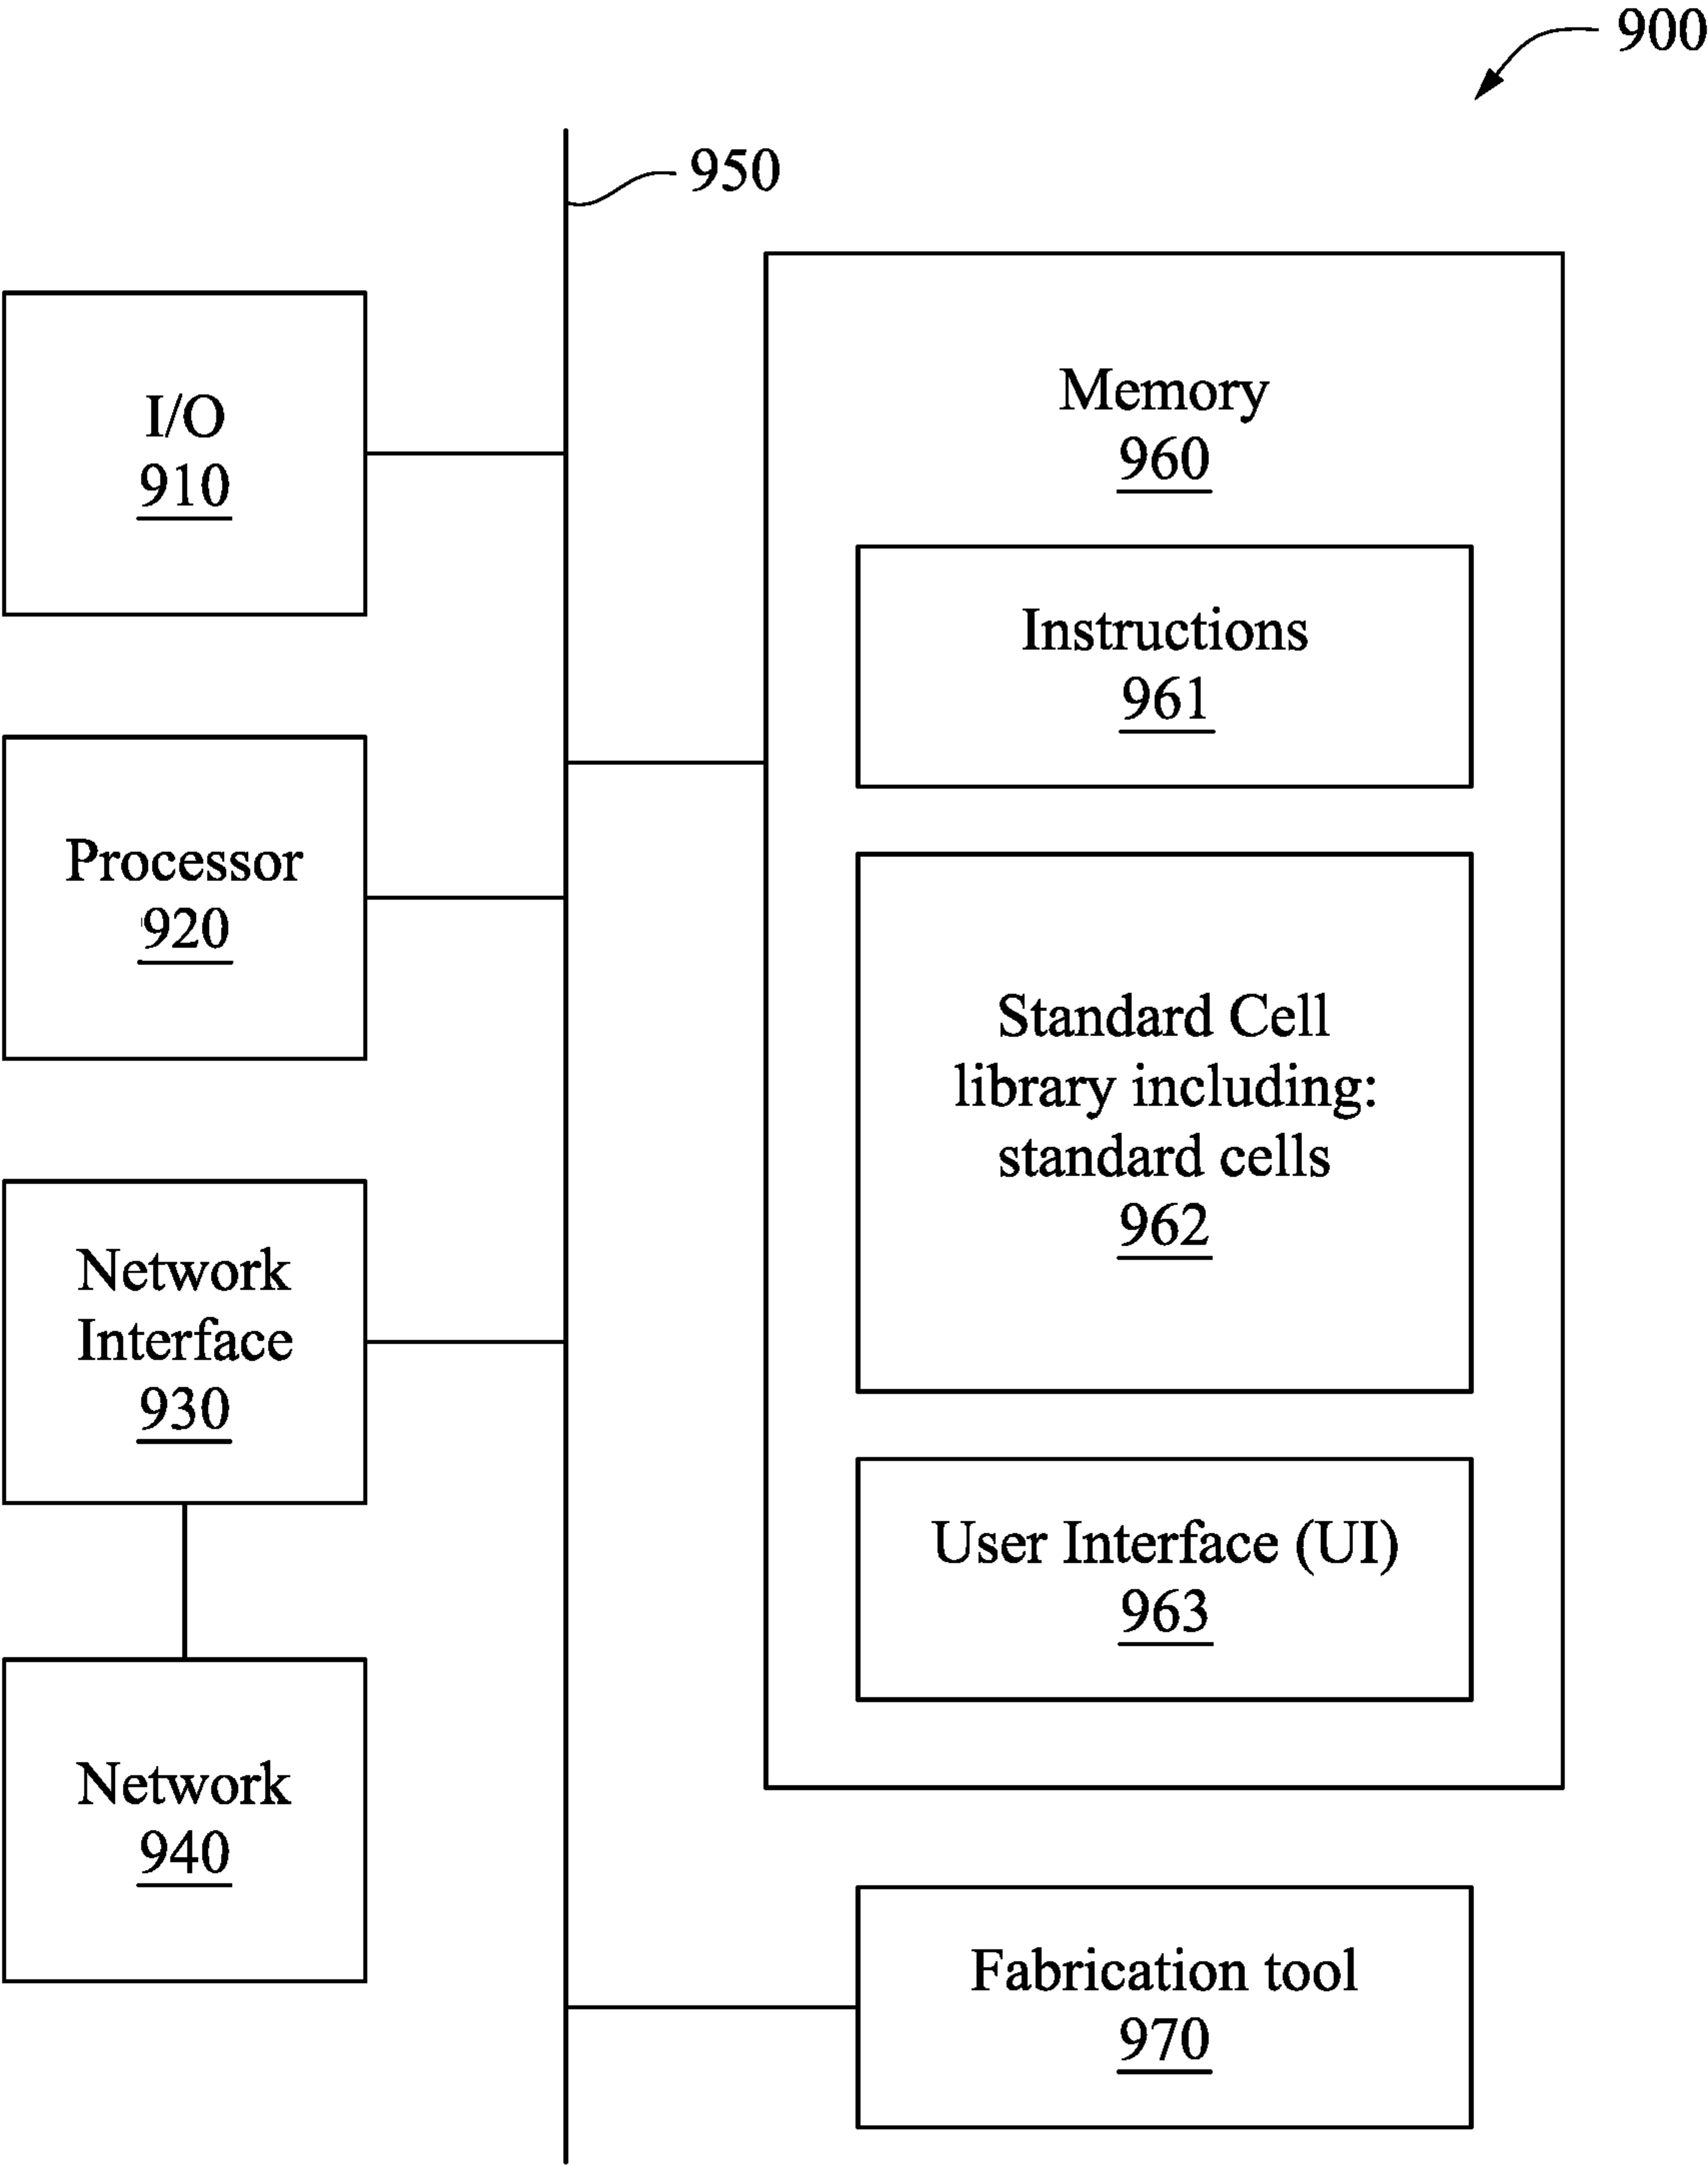 900
950
I/O
910
Processor
920
Network
Interface
930
Network
940
Memory
960
Instructions
961
Standard Cell
library including:
standard cells
962
User Interface (UI)
963
Fabrication tool
970